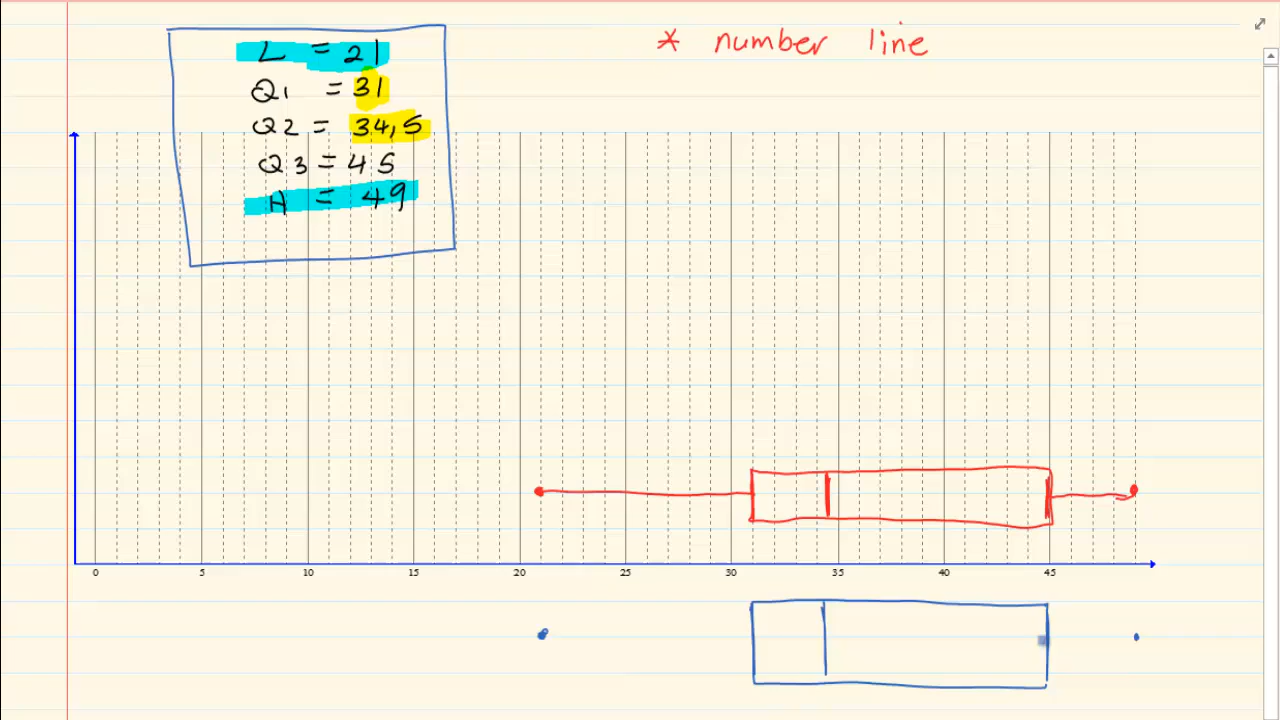 * number line
L = 21
Q1 = 31
Q2 = 34,5
Q3 = 45
H = 49
0 5 10 15 20 25 30 35 40 45